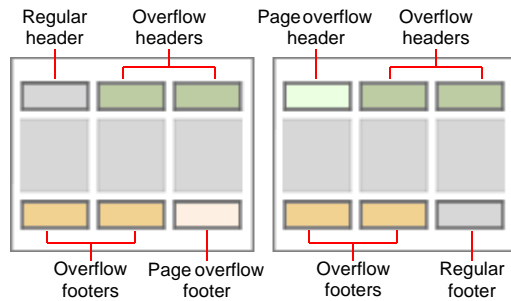 Regular
header
Overflow
headers
Page overflow
header
Overflow
headers
Overflow
footers
Page overflow
footer
Overflow
footers
Regular
footer